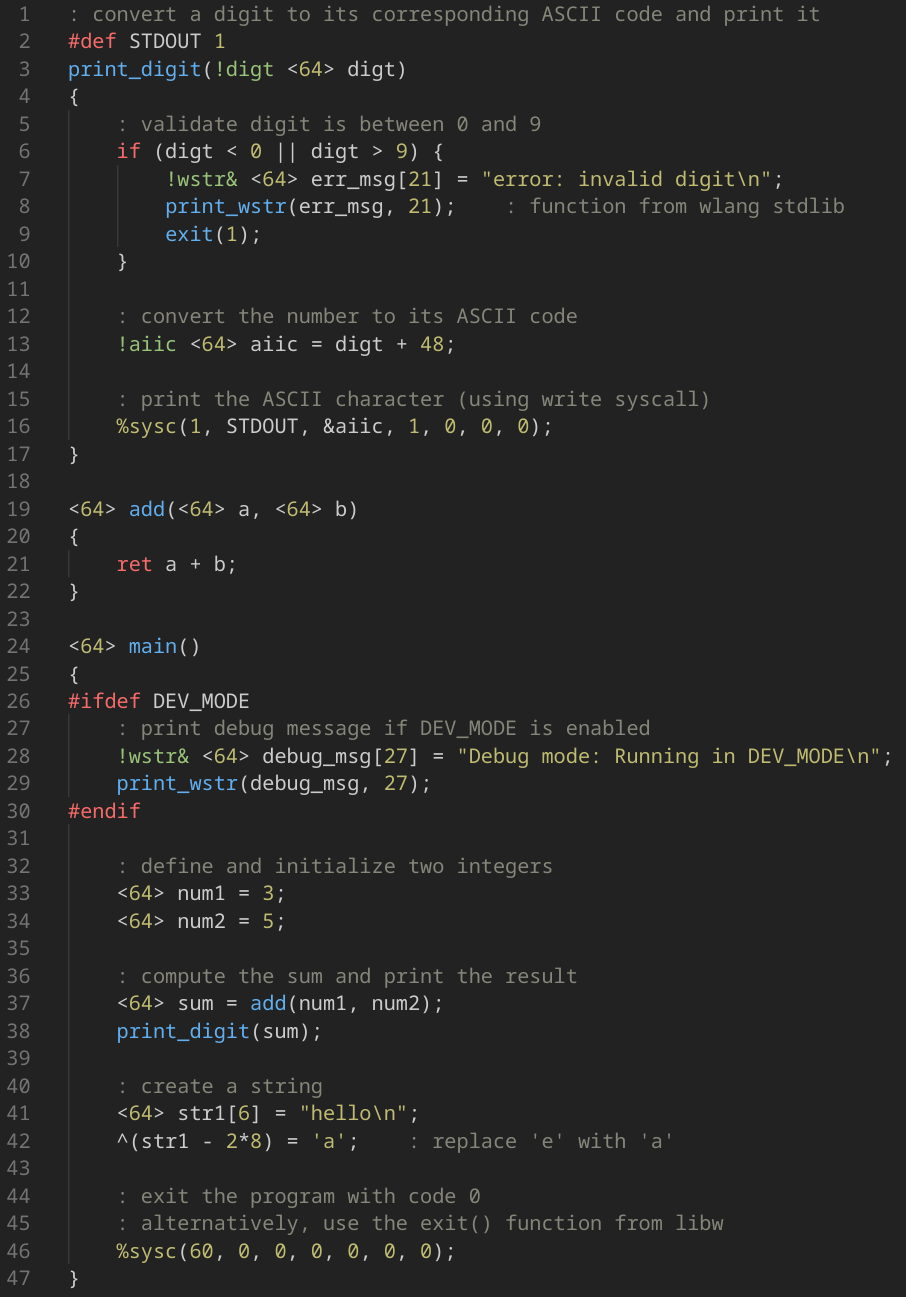 1 : convert a digit to its corresponding ASCII code and print it
2 #def STDOUT 1
3 print_digit(!digt <64> digt)
4 {
5     : validate digit is between 0 and 9
6     if (digt < 0 || digt > 9) {
7         !wstr& <64> err_msg[21] = "error: invalid digit\n";
8         print_wstr(err_msg, 21);    : function from wlang stdlib
9         exit(1);
10     }
11
12     : convert the number to its ASCII code
13     !aiic <64> aiic = digt + 48;
14
15     : print the ASCII character (using write syscall)
16     %sysc(1, STDOUT, &aiic, 1, 0, 0, 0);
17 }
18
19 <64> add(<64> a, <64> b)
20 {
21     ret a + b;
22 }
23
24 <64> main()
25 {
26 #ifdef DEV_MODE
27     : print debug message if DEV_MODE is enabled
28     !wstr& <64> debug_msg[27] = "Debug mode: Running in DEV_MODE\n";
29     print_wstr(debug_msg, 27);
30 #endif
31
32     : define and initialize two integers
33     <64> num1 = 3;
34     <64> num2 = 5;
35
36     : compute the sum and print the result
37     <64> sum = add(num1, num2);
38     print_digit(sum);
39
40     : create a string
41     <64> str1[6] = "hello\n";
42     ^(str1 - 2*8) = 'a';    : replace 'e' with 'a'
43
44     : exit the program with code 0
45     : alternatively, use the exit() function from libw
46     %sysc(60, 0, 0, 0, 0, 0, 0);
47 }